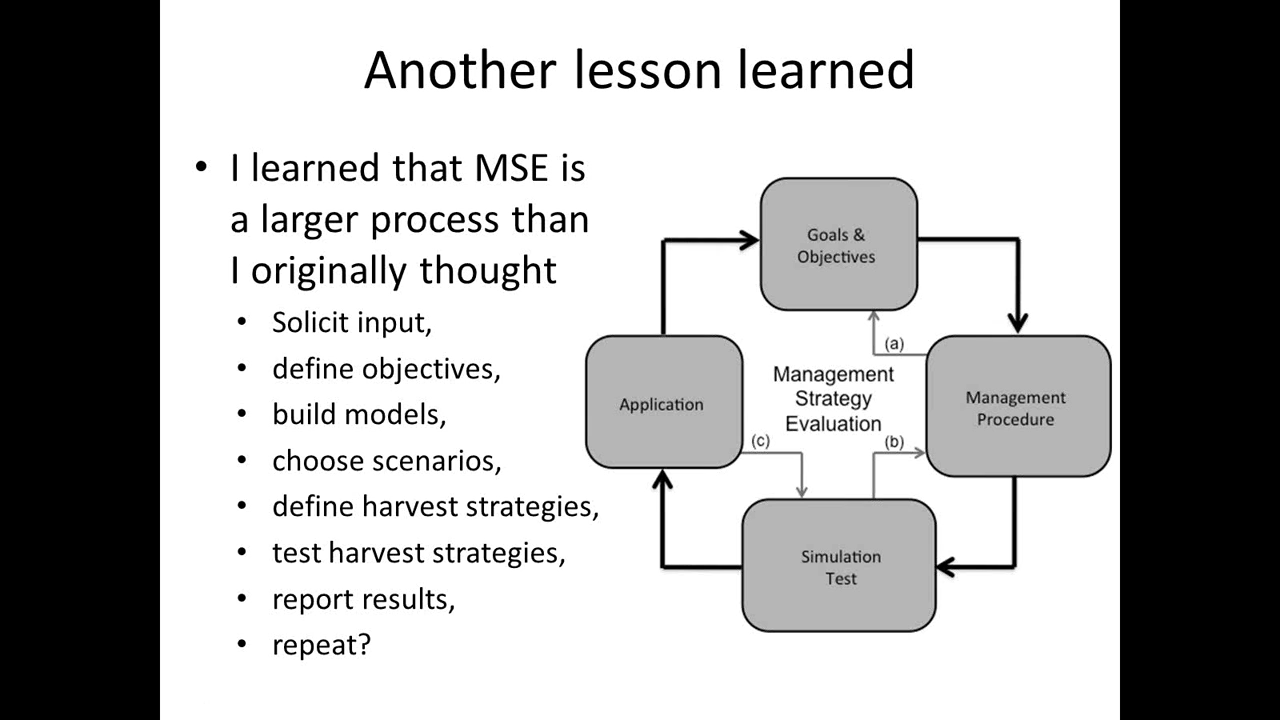 Another lesson learned
• I learned that MSE is
a larger process than
I originally thought
• Solicit input,
• define objectives,
• build models,
• choose scenarios,
• define harvest strategies,
• test harvest strategies,
• report results,
• repeat?
Goals &
Objectives
(a)
Management
Strategy
Evaluation
Application
Management
Procedure
(c)
(b)
Simulation
Test